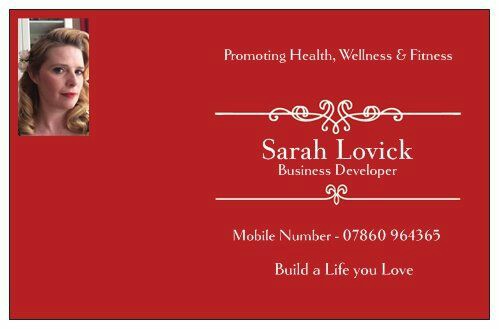 Promoting Health, Wellness & Fitness
Sarah Lovick
Business Developer
Mobile Number - 07860 964365
Build a Life you Love